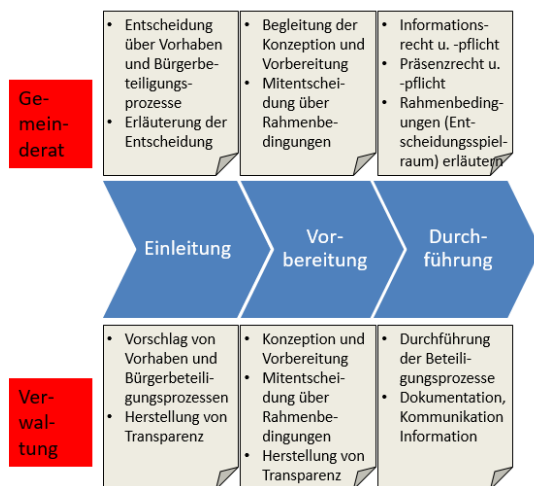 Ge-
mein-
derat
• Entscheidung
über Vorhaben
und Bürgerbe-
teiligungs-
prozesse
• Erläuterung der
Entscheidung
• Begleitung der
Konzeption und
Vorbereitung
• Mitentschei-
dung über
Rahmenbe-
dingungen
• Informations-
recht u. -pflicht
• Präsenzrecht u.
-pflicht
• Rahmenbeding-
ungen (Ent-
scheidungsspiel-
raum) erläutern
Einleitung
Vor-
bereitung
Durch-
führung
Ver-
wal-
tung
• Vorschlag von
Vorhaben und
Bürgerbeteili-
gungsprozessen
• Herstellung von
Transparenz
• Konzeption und
Vorbereitung
• Mitentschei-
dung über
Rahmenbe-
dingungen
• Herstellung von
Transparenz
• Durchführung
der Beteili-
gungsprozesse
• Dokumentation,
Kommunikation
Information